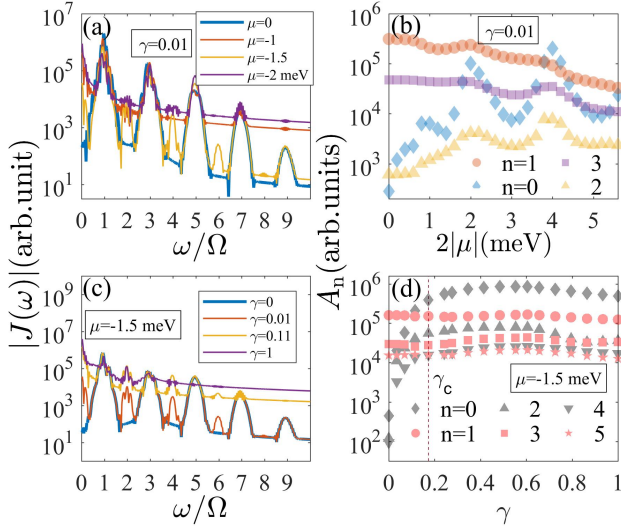 (a)
γ=0.01
μ=0
μ=-1
μ=-1.5
μ=-2 meV
10^7
10^5
10^3
10^1
0 1 2 3 4 5 6 7 8 9
ω/Ω
(b)
γ=0.01
10^6
10^5
10^4
10^3
n=1
3
n=0
2
0 1 2 3 4 5
2|μ|(meV)
|J(ω)|(arb.unit)
A_n(arb.units)
(c)
μ=-1.5 meV
γ=0
γ=0.01
γ=0.11
γ=1
10^9
10^7
10^5
10^3
10^1
0 1 2 3 4 5 6 7 8 9
ω/Ω
(d)
10^6
10^5
10^4
10^3
10^2
γ_c
μ=-1.5 meV
n=0
2
4
n=1
3
5
0 0.2 0.4 0.6 0.8 1
γ